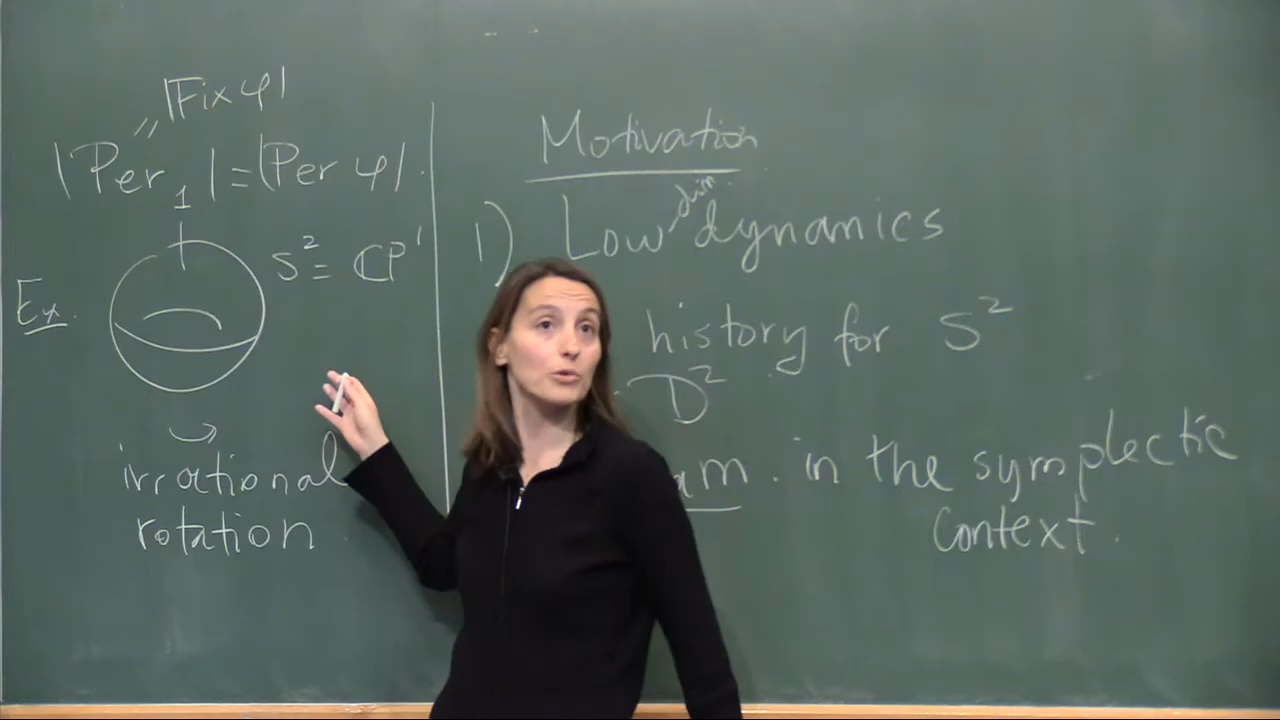 |Fix φ|
"
|Per₁| = |Per φ|.
Ex.
S² = CP¹
irrational
rotation.
Motivation
1) Low dim. dynamics
history for S²
D²
in the symplectic
context.